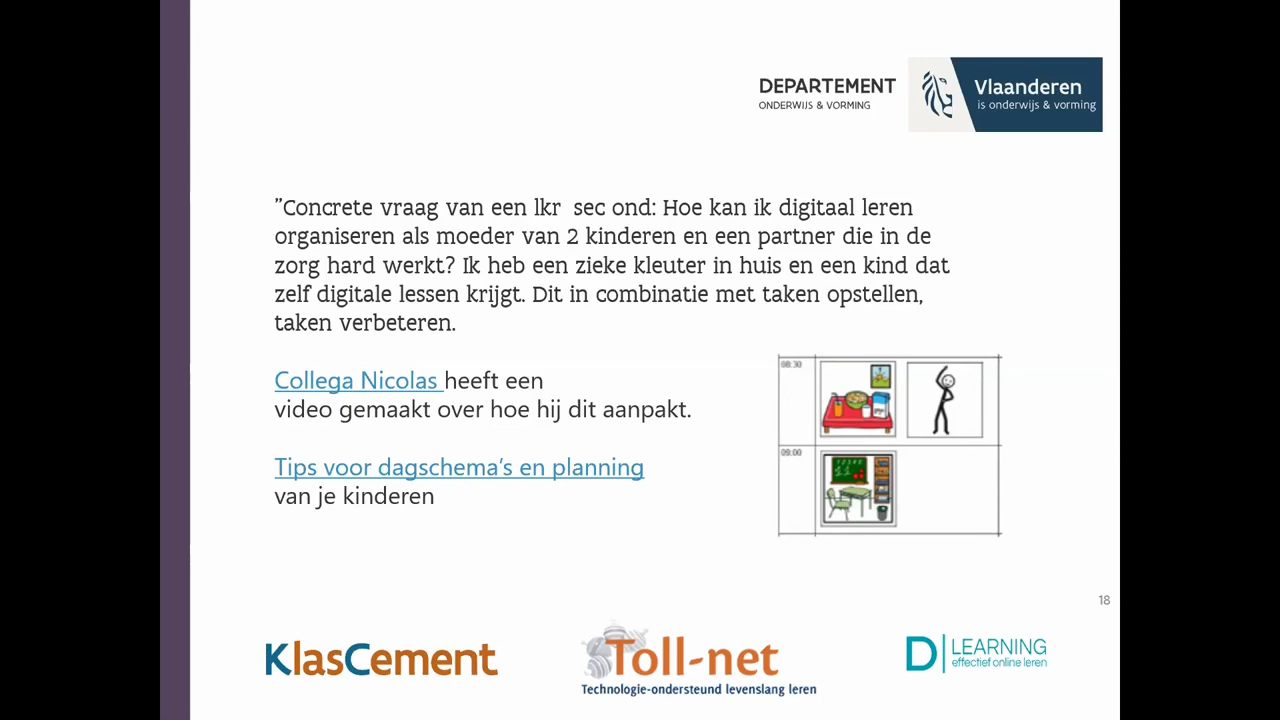 DEPARTEMENT
ONDERWIJS & VORMING
Vlaanderen
is onderwijs & vorming
”Concrete vraag van een lkr  sec ond: Hoe kan ik digitaal leren
organiseren als moeder van 2 kinderen en een partner die in de
zorg hard werkt? Ik heb een zieke kleuter in huis en een kind dat
zelf digitale lessen krijgt. Dit in combinatie met taken opstellen,
taken verbeteren.
Collega Nicolas heeft een
video gemaakt over hoe hij dit aanpakt.
Tips voor dagschema’s en planning
van je kinderen
08:30
09:00
18
KlasCement
Toll-net
Technologie-ondersteund levenslang leren
D LEARNING
effectief online leren